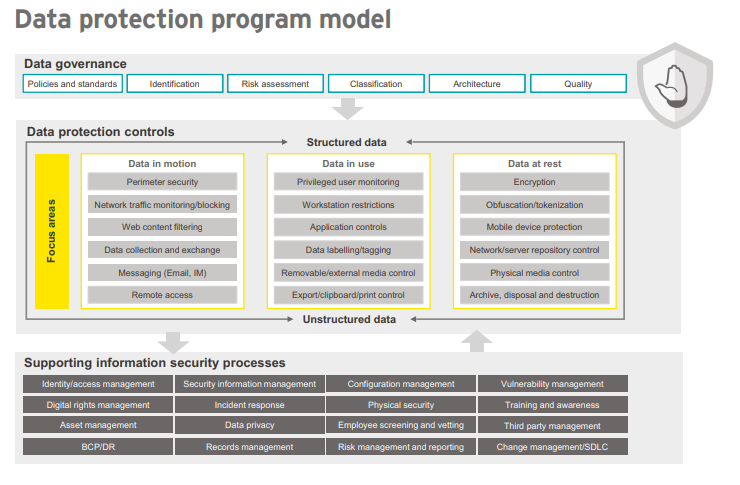 Data protection program model
Data governance
Policies and standards
Identification
Risk assessment
Classification
Architecture
Quality
Data protection controls
Structured data
Focus areas
Data in motion
Perimeter security
Network traffic monitoring/blocking
Web content filtering
Data collection and exchange
Messaging (Email, IM)
Remote access
Data in use
Privileged user monitoring
Workstation restrictions
Application controls
Data labelling/tagging
Removable/external media control
Export/clipboard/print control
Data at rest
Encryption
Obfuscation/tokenization
Mobile device protection
Network/server repository control
Physical media control
Archive, disposal and destruction
Unstructured data
Supporting information security processes
Identity/access management
Security information management
Configuration management
Vulnerability management
Digital rights management
Incident response
Physical security
Training and awareness
Asset management
Data privacy
Employee screening and vetting
Third party management
BCP/DR
Records management
Risk management and reporting
Change management/SDLC